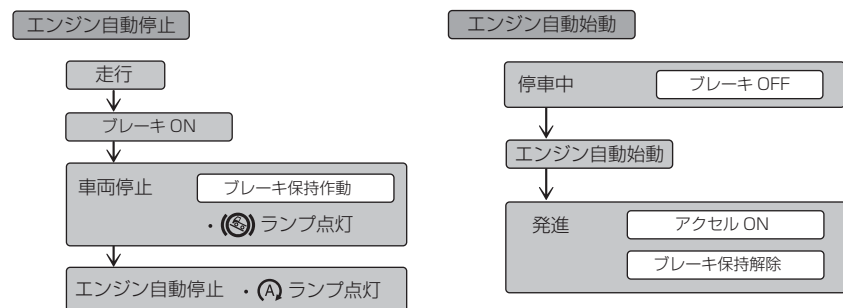 エンジン自動停止
走行
ブレーキ ON
車両停止 ブレーキ保持作動
・ランプ点灯
エンジン自動停止 ・(A)ランプ点灯
エンジン自動始動
停車中 ブレーキ OFF
エンジン自動始動
発進 アクセル ON
ブレーキ保持解除